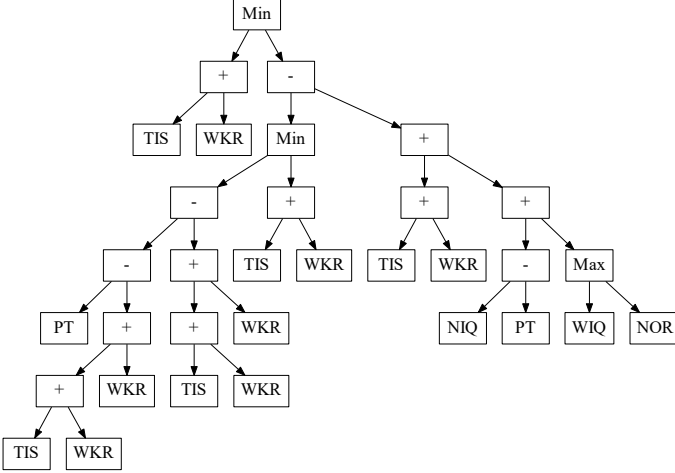 Min
+ -
TIS WKR Min +
- + + +
- + TIS WKR TIS WKR - Max
PT + + WKR NIQ PT WIQ NOR
+ WKR TIS WKR
TIS WKR